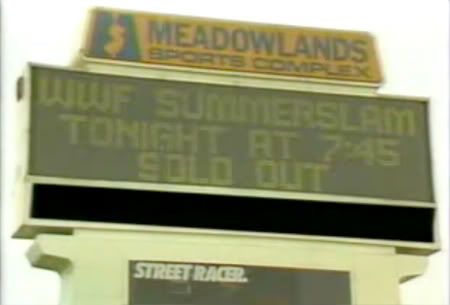 MEADOWLANDS
SPORTS COMPLEX
WWF SUMMERSLAM
TONIGHT AT 7:45
SOLD OUT
STREET RACER.